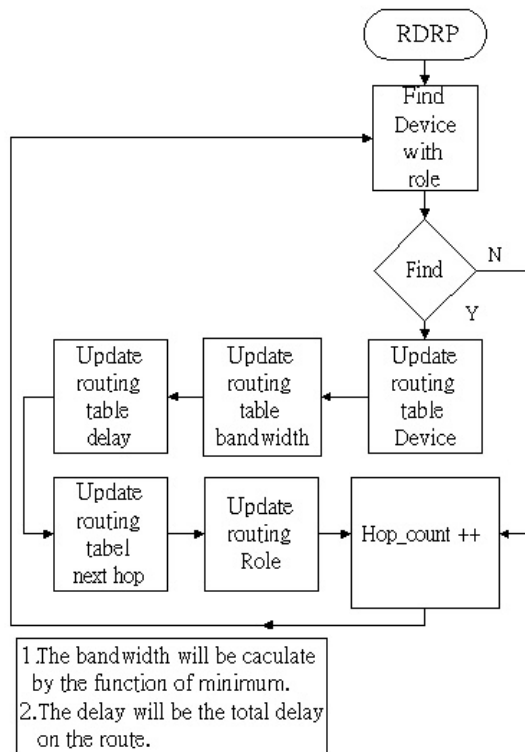 RDRP
Find
Device
with
role
Find
N
Y
Update
routing
table
Device
Update
routing
table
bandwidth
Update
routing
table
delay
Update
routing
tabel
next hop
Update
routing
Role
Hop_count ++
1.The bandwidth will be caculate
by the function of minimum.
2.The delay will be the total delay
on the route.